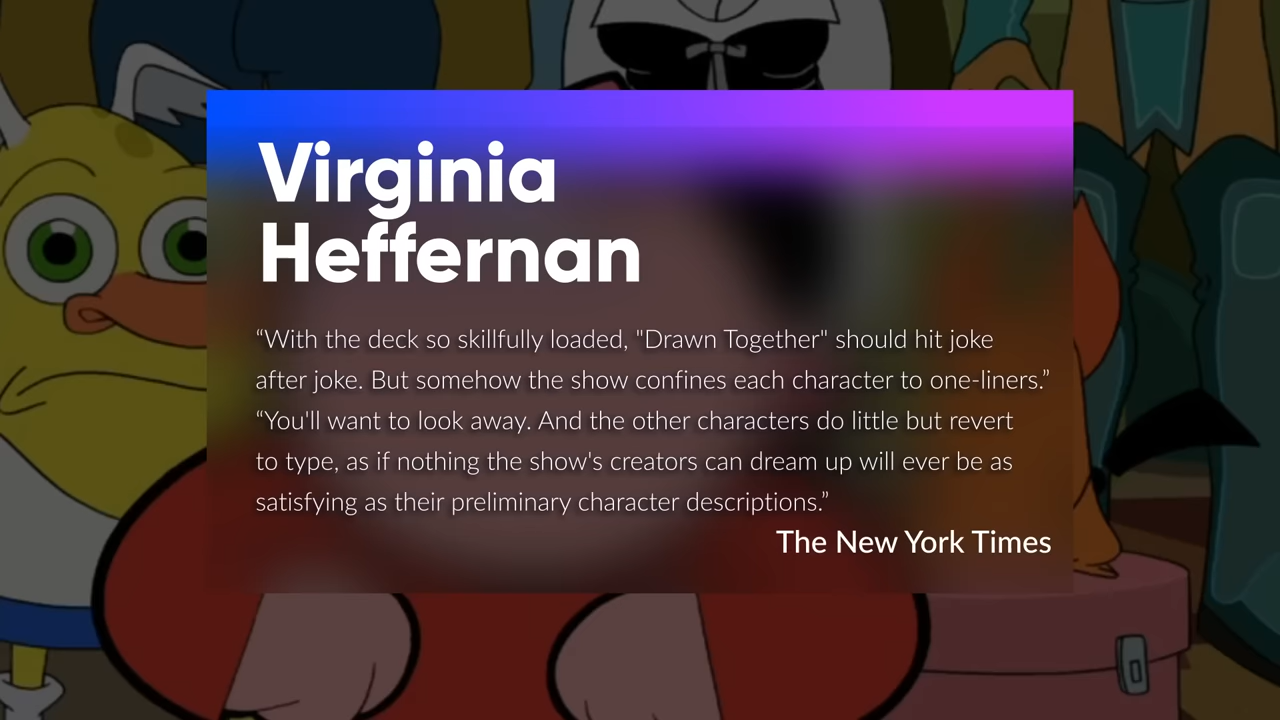 Virginia
Heffernan
“With the deck so skillfully loaded, "Drawn Together" should hit joke
after joke. But somehow the show confines each character to one-liners.”
“You'll want to look away. And the other characters do little but revert
to type, as if nothing the show's creators can dream up will ever be as
satisfying as their preliminary character descriptions.”
The New York Times